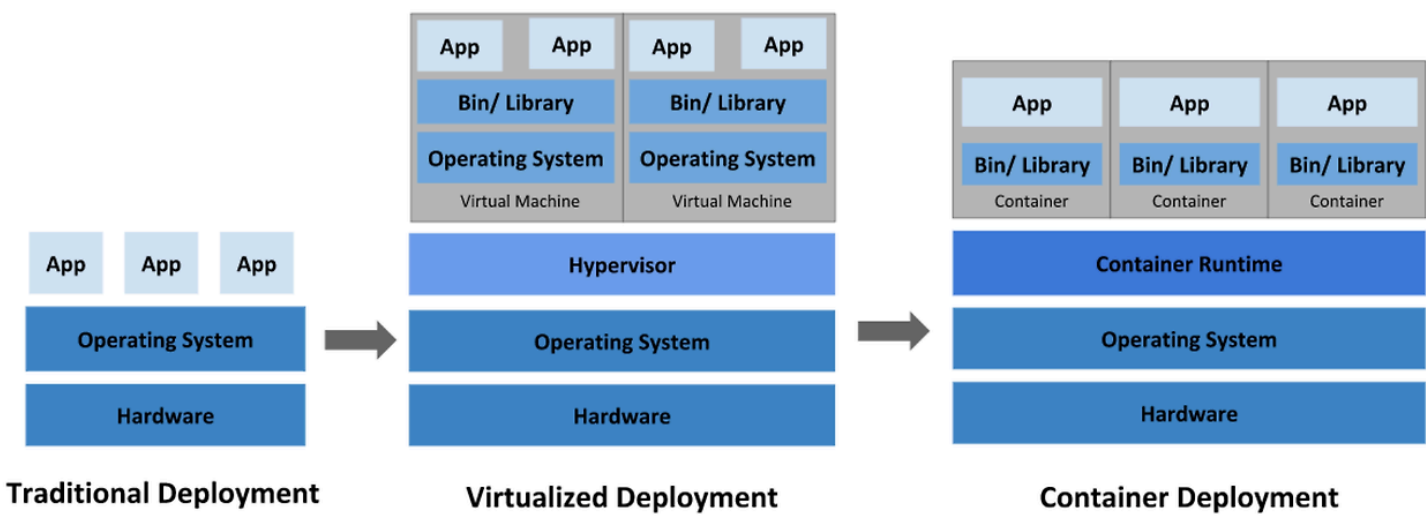 App
App
App
Operating System
Hardware
Traditional Deployment
App
App
App
App
Bin/ Library
Bin/ Library
Operating System
Operating System
Virtual Machine
Virtual Machine
Hypervisor
Operating System
Hardware
Virtualized Deployment
App
App
App
Bin/ Library
Bin/ Library
Bin/ Library
Container
Container
Container
Container Runtime
Operating System
Hardware
Container Deployment